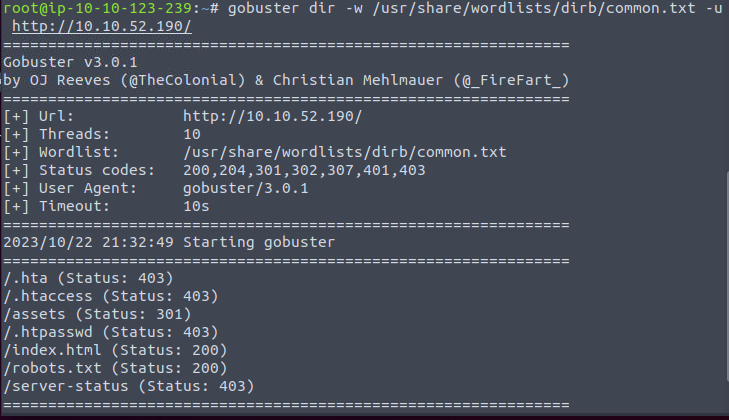 root@ip-10-10-123-239:~# gobuster dir -w /usr/share/wordlists/dirb/common.txt -u
http://10.10.52.190/
===============================================================
Gobuster v3.0.1
by OJ Reeves (@TheColonial) & Christian Mehlmauer (@_FireFart_)
===============================================================
[+] Url:            http://10.10.52.190/
[+] Threads:        10
[+] Wordlist:       /usr/share/wordlists/dirb/common.txt
[+] Status codes:   200,204,301,302,307,401,403
[+] User Agent:     gobuster/3.0.1
[+] Timeout:        10s
===============================================================
2023/10/22 21:32:49 Starting gobuster
===============================================================
/.hta (Status: 403)
/.htaccess (Status: 403)
/assets (Status: 301)
/.htpasswd (Status: 403)
/index.html (Status: 200)
/robots.txt (Status: 200)
/server-status (Status: 403)
===============================================================